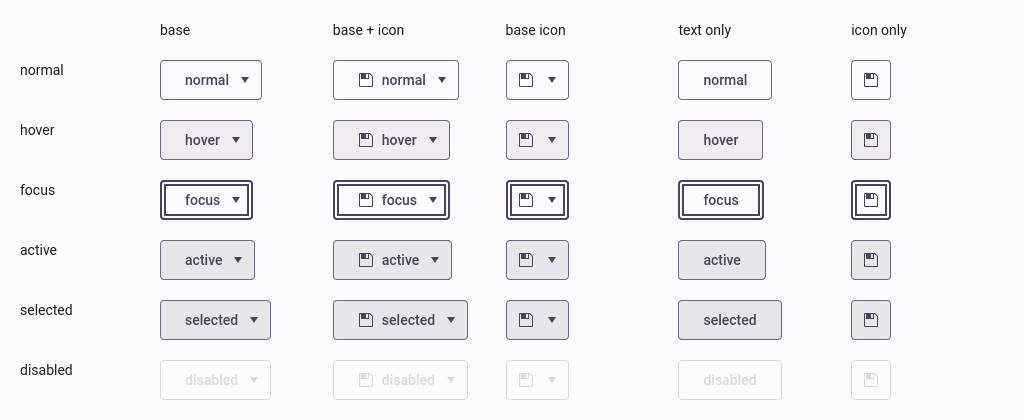 base base + icon base icon text only icon only
normal normal normal normal
hover hover hover hover
focus focus focus focus
active active active active
selected selected selected selected
disabled disabled disabled disabled